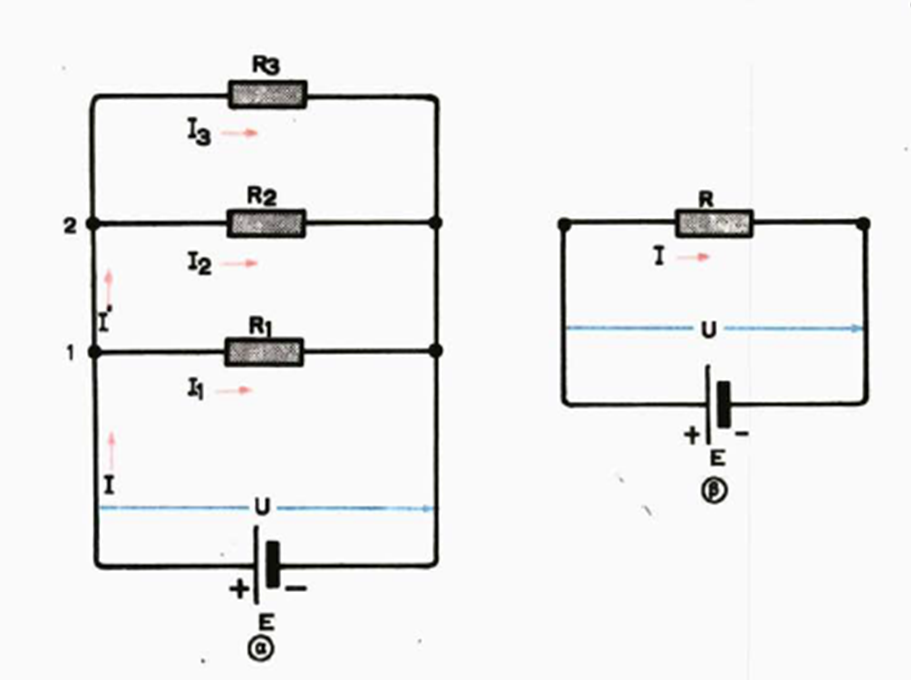 R3
I3
R2
2
I2
I'
R1
1
I1
I
U
+ −
E
α
R
I
U
+ −
E
β